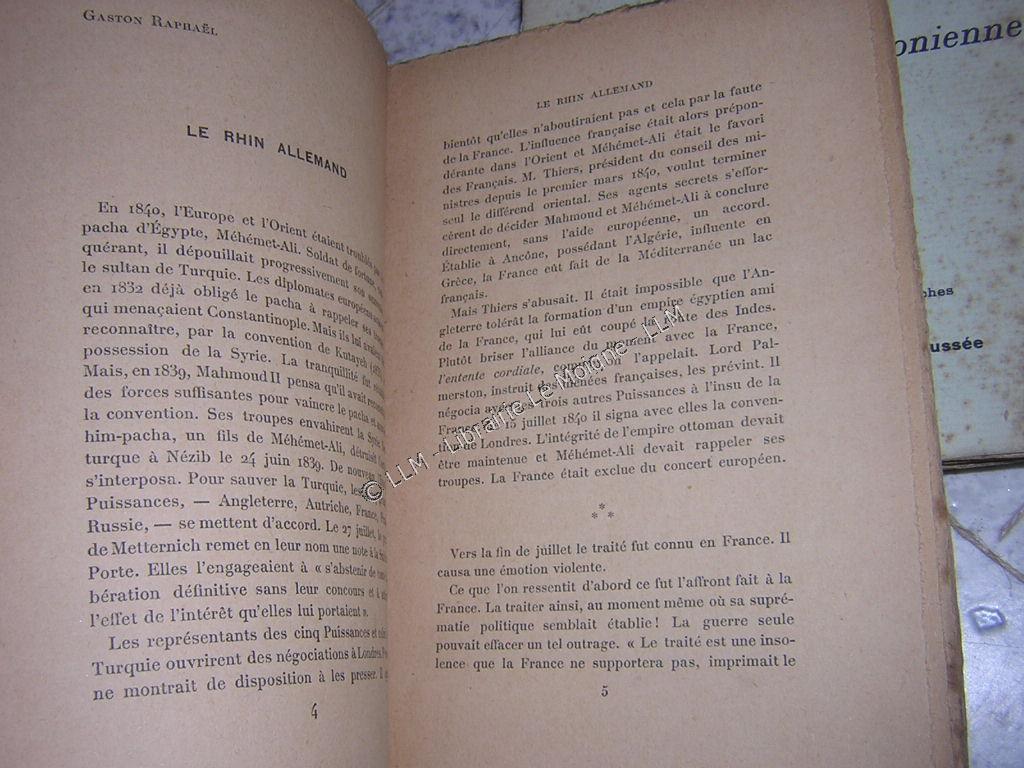 GASTON RAPHAËL
LE RHIN ALLEMAND
En 1840, l'Europe et l'Orient étaient troublés
pacha d'Égypte, Méhémet-Ali. Soldat de fortune,
quérant, il dépouillait progressivement son
le sultan de Turquie. Les diplomates européens
en 1832 déjà obligé le pacha à rappeler ses
qui menaçaient Constantinople. Mais ils lui
reconnaître, par la convention de Kutayeh
possession de la Syrie. La tranquillité fut
Mais, en 1839, Mahmoud II pensa qu'il avait
des forces suffisantes pour vaincre le pacha et
la convention. Ses troupes envahirent la Syrie.
him-pacha, un fils de Méhémet-Ali, détruisit
turque à Nézib le 24 juin 1839. De nouveau
s'interposa. Pour sauver la Turquie, les
Puissances, — Angleterre, Autriche, France,
Russie, — se mettent d'accord. Le 27 juillet, le
de Metternich remet en leur nom une note à la
Porte. Elles l'engageaient à « s'abstenir de
bération définitive sans leur concours et à
l'effet de l'intérêt qu'elles lui portaient ».
Les représentants des cinq Puissances et
Turquie ouvrirent des négociations à Londres.
ne montrait de disposition à les presser. Il
4
LE RHIN ALLEMAND
bientôt qu'elles n'aboutiraient pas et cela par la faute
de la France. L'influence française était alors prépon-
dérante dans l'Orient et Méhémet-Ali était le favori
des Français. M. Thiers, président du conseil des mi-
nistres depuis le premier mars 1840, voulut terminer
seul le différend oriental. Ses agents secrets s'effor-
cèrent de décider Mahmoud et Méhémet-Ali à conclure
directement, sans l'aide européenne, un accord.
Établie à Ancône, possédant l'Algérie, influente en
Grèce, la France eût fait de la Méditerranée un lac
français.
Mais Thiers s'abusait. Il était impossible que l'An-
gleterre tolérât la formation d'un empire égyptien ami
de la France, qui lui eût coupé la route des Indes.
Plutôt briser l'alliance du moment avec la France,
l'entente cordiale, comme on l'appelait. Lord Pal-
merston, instruit des menées françaises, les prévint. Il
négocia avec les trois autres Puissances à l'insu de la
France. Le 15 juillet 1840 il signa avec elles la conven-
tion de Londres. L'intégrité de l'empire ottoman devait
être maintenue et Méhémet-Ali devait rappeler ses
troupes. La France était exclue du concert européen.
* * *
Vers la fin de juillet le traité fut connu en France. Il
causa une émotion violente.
Ce que l'on ressentit d'abord ce fut l'affront fait à la
France. La traiter ainsi, au moment même où sa supré-
matie politique semblait établie! La guerre seule
pouvait effacer un tel outrage. « Le traité est une inso-
lence que la France ne supportera pas, imprimait le
5
onienne
phes
ussée
© LLM - Librairie Le Moigne - LLM